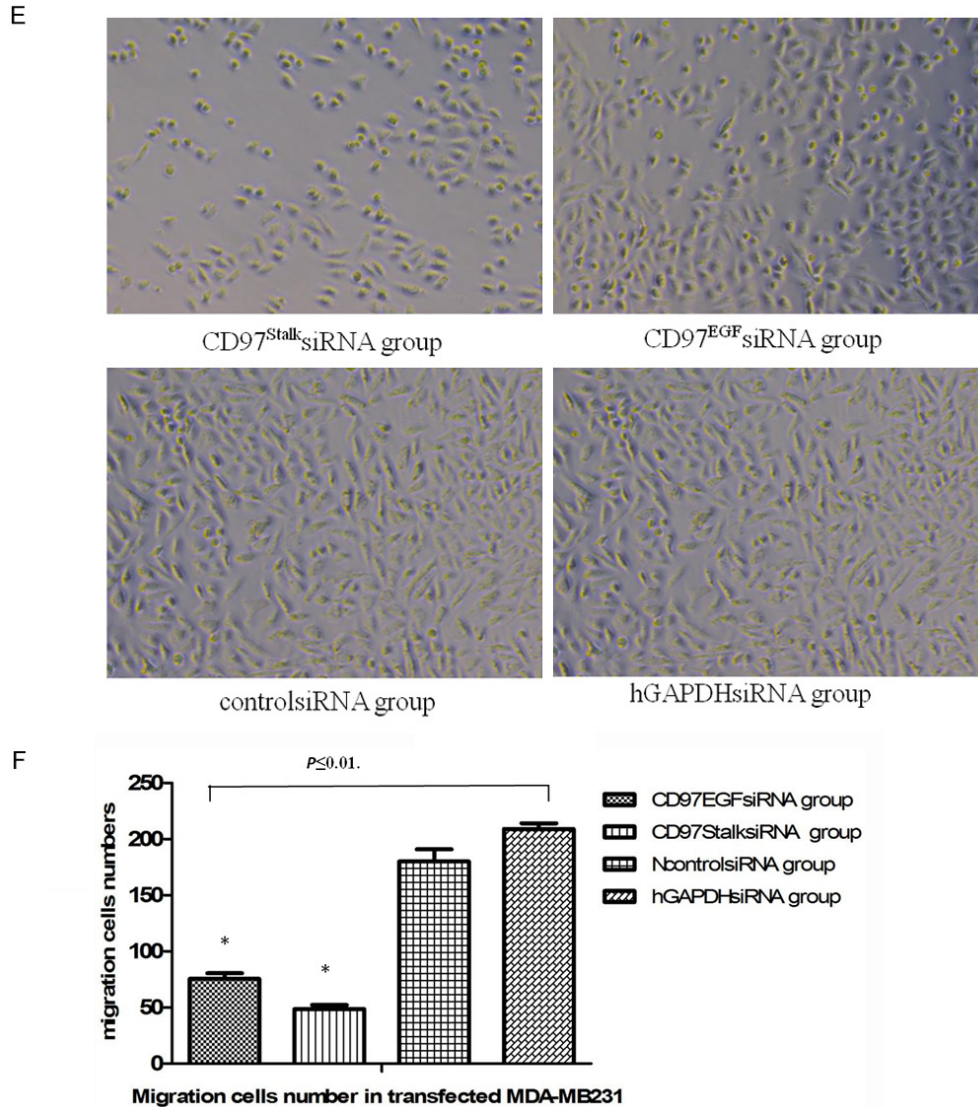 E
CD97StalksiRNA group
CD97EGFsiRNA group
controlsiRNA group
hGAPDHsiRNA group
F
P≤0.01.
250
200
150
100
50
0
migration cells numbers
*
*
CD97EGFsiRNA group
CD97StalksiRNA group
NcontrolsiRNA group
hGAPDHsiRNA group
Migration cells number in transfected MDA-MB231